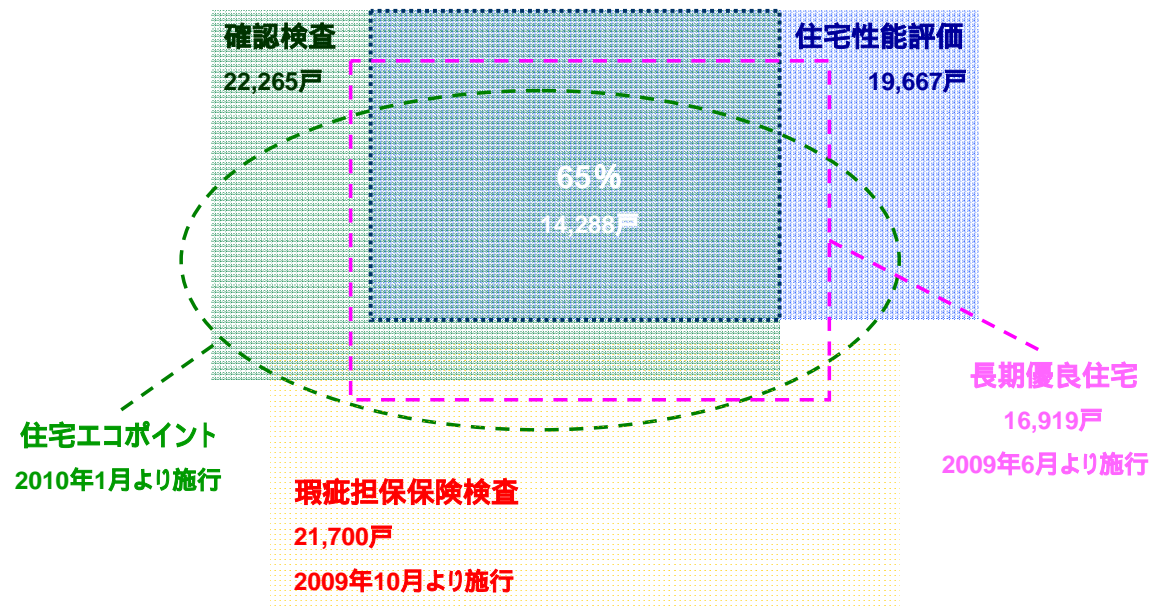 確認検査
22,265戸
住宅性能評価
19,667戸
65%
14,288戸
長期優良住宅
16,919戸
2009年6月より施行
住宅エコポイント
2010年1月より施行
瑕疵担保保険検査
21,700戸
2009年10月より施行